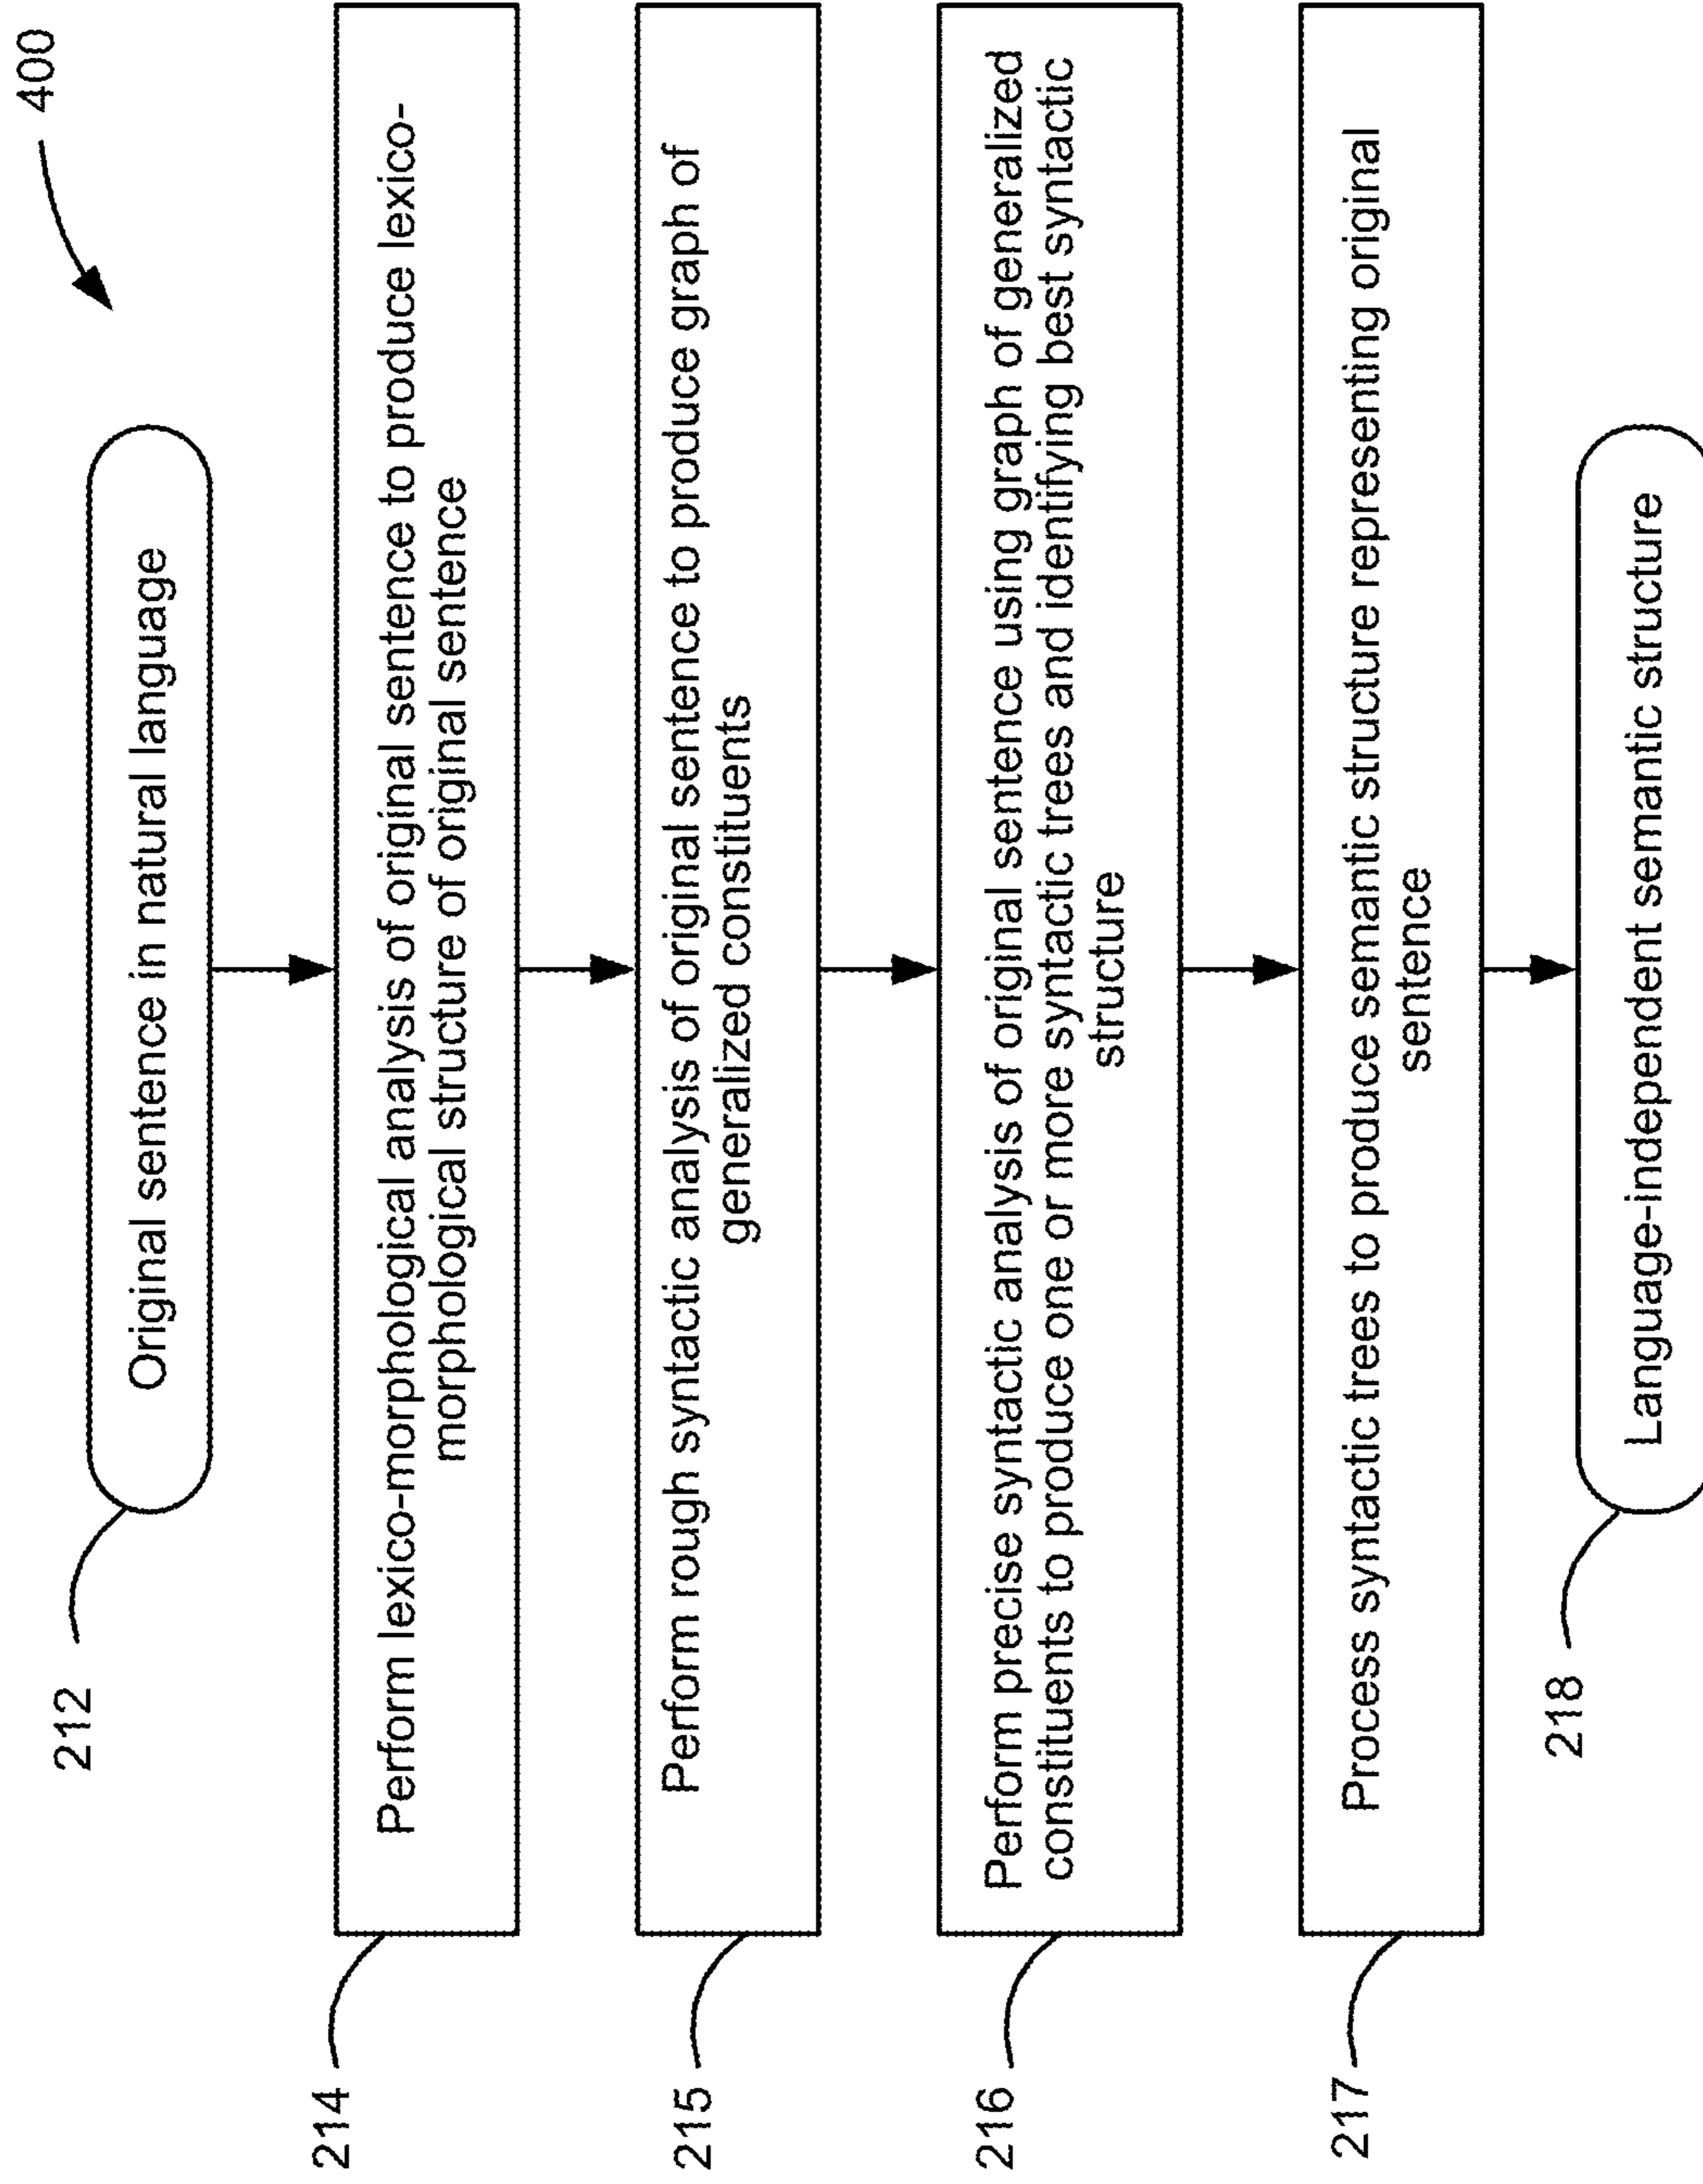 400
212
Original sentence in natural language
214
Perform lexico-morphological analysis of original sentence to produce lexico-
morphological structure of original sentence
215
Perform rough syntactic analysis of original sentence to produce graph of
generalized constituents
216
Perform precise syntactic analysis of original sentence using graph of generalized
constituents to produce one or more syntactic trees and identifying best syntactic
structure
217
Process syntactic trees to produce semantic structure representing original
sentence
218
Language-independent semantic structure